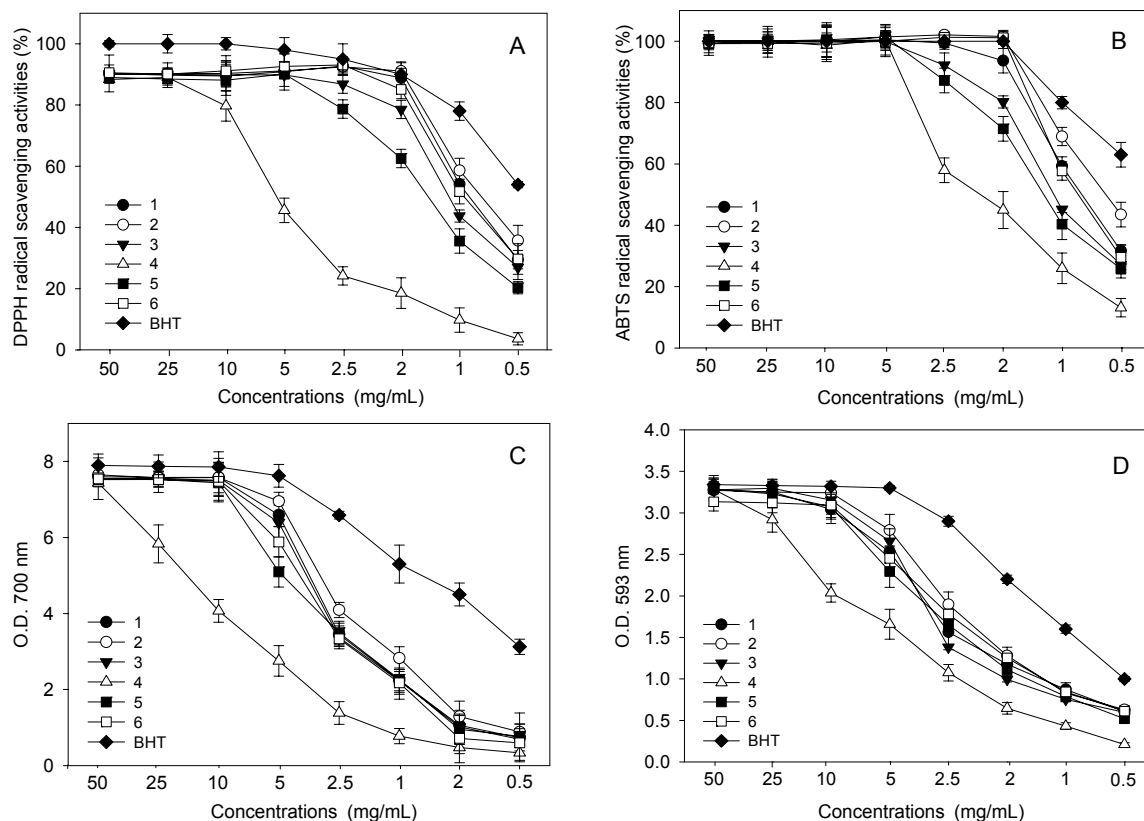 A
DPPH radical scavenging activities (%)
100
80
60
40
20
0
1
2
3
4
5
6
BHT
50 25 10 5 2.5 2 1 0.5
Concentrations (mg/mL)
B
ABTS radical scavenging activities (%)
100
80
60
40
20
0
1
2
3
4
5
6
BHT
50 25 10 5 2.5 2 1 0.5
Concentrations (mg/mL)
C
O.D. 700 nm
8
6
4
2
0
1
2
3
4
5
6
BHT
50 25 10 5 2.5 1 2 0.5
Concentrations (mg/mL)
D
O.D. 593 nm
4.0
3.5
3.0
2.5
2.0
1.5
1.0
0.5
0.0
1
2
3
4
5
6
BHT
50 25 10 5 2.5 2 1 0.5
Concentrations (mg/mL)